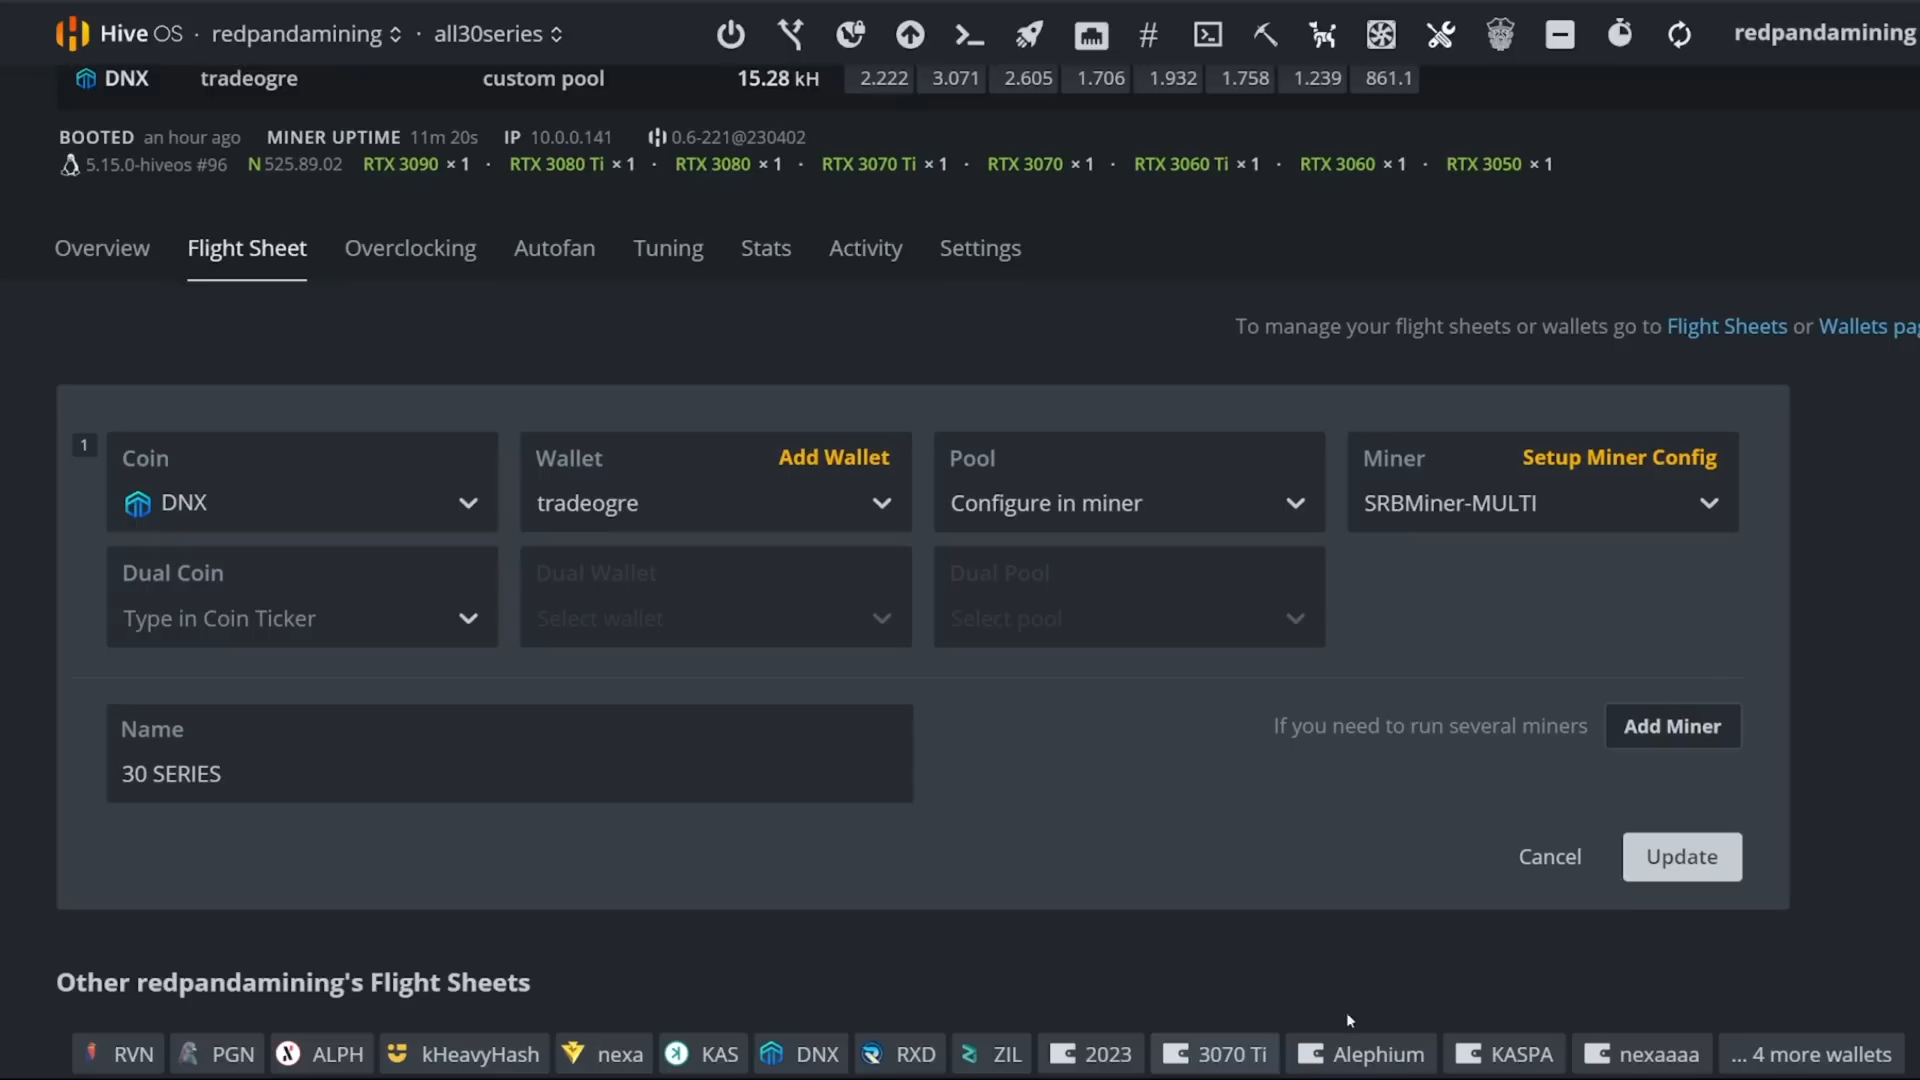 Hive OS · redpandamining · all30series # redpandamining
DNX tradeogre custom pool 15.28 kH 2.222 3.071 2.605 1.706 1.932 1.758 1.239 861.1
BOOTED an hour ago MINER UPTIME 11m 20s IP 10.0.0.141 0.6-221@230402
5.15.0-hiveos #96 N 525.89.02 RTX 3090 × 1 · RTX 3080 Ti × 1 · RTX 3080 × 1 · RTX 3070 Ti × 1 · RTX 3070 × 1 · RTX 3060 Ti × 1 · RTX 3060 × 1 · RTX 3050 × 1
Overview Flight Sheet Overclocking Autofan Tuning Stats Activity Settings
To manage your flight sheets or wallets go to Flight Sheets or Wallets
1
Coin Wallet Add Wallet Pool Miner Setup Miner Config
DNX tradeogre Configure in miner SRBMiner-MULTI
Dual Coin Dual Wallet Dual Pool
Type in Coin Ticker Select wallet Select pool
Name
If you need to run several miners Add Miner
30 SERIES
Cancel Update
Other redpandamining's Flight Sheets
RVN PGN ALPH kHeavyHash nexa KAS DNX RXD ZIL 2023 3070 Ti Alephium KASPA nexaaaa ... 4 more wallets